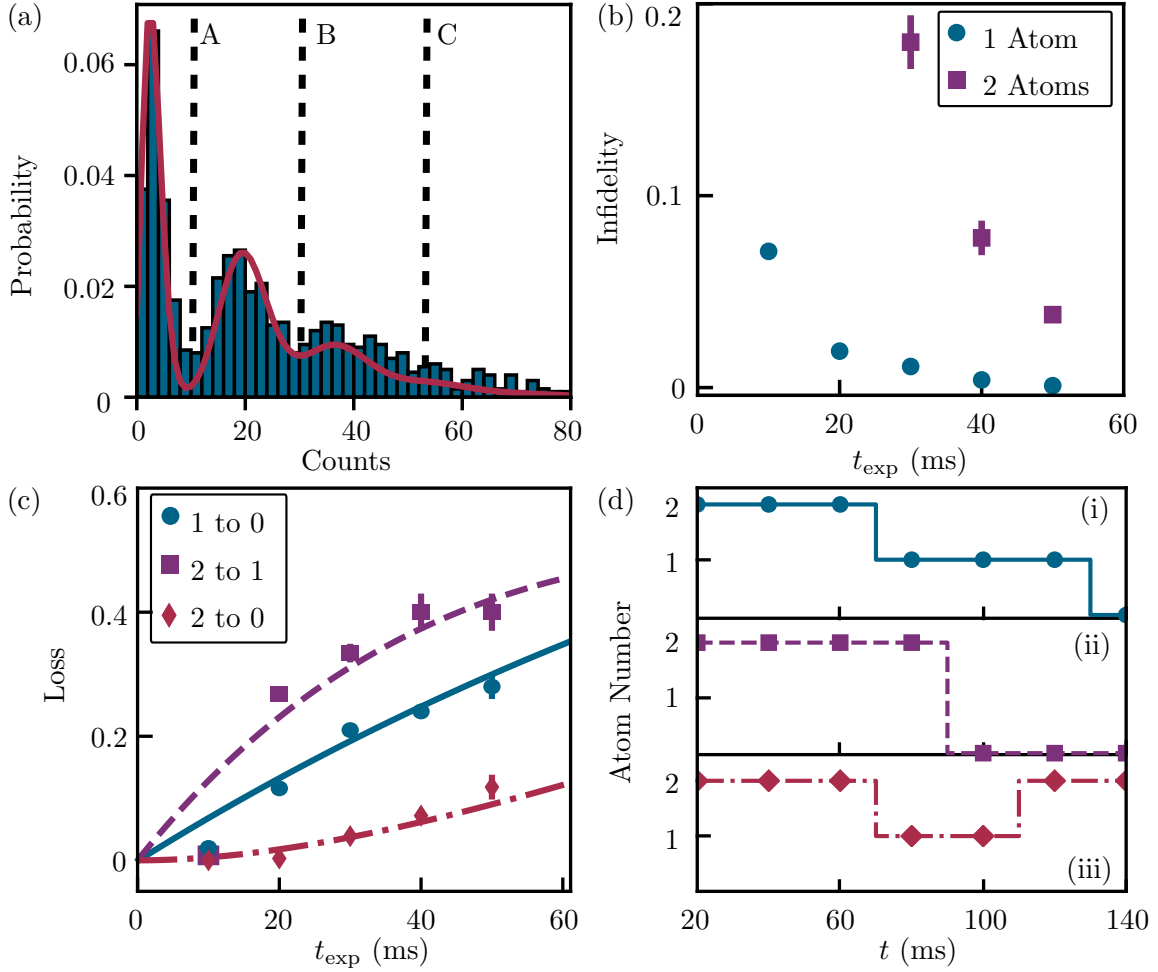 (a)
A
B
C
0.06
0.04
0.02
0
Probability
0
20
40
60
80
Counts
(b)
0.2
0.1
0
Infidelity
1 Atom
2 Atoms
0
20
40
60
t_exp (ms)
(c)
0.6
0.4
0.2
0
Loss
1 to 0
2 to 1
2 to 0
0
20
40
60
t_exp (ms)
(d)
2
1
(i)
2
1
(ii)
2
1
(iii)
Atom Number
20
60
100
140
t (ms)